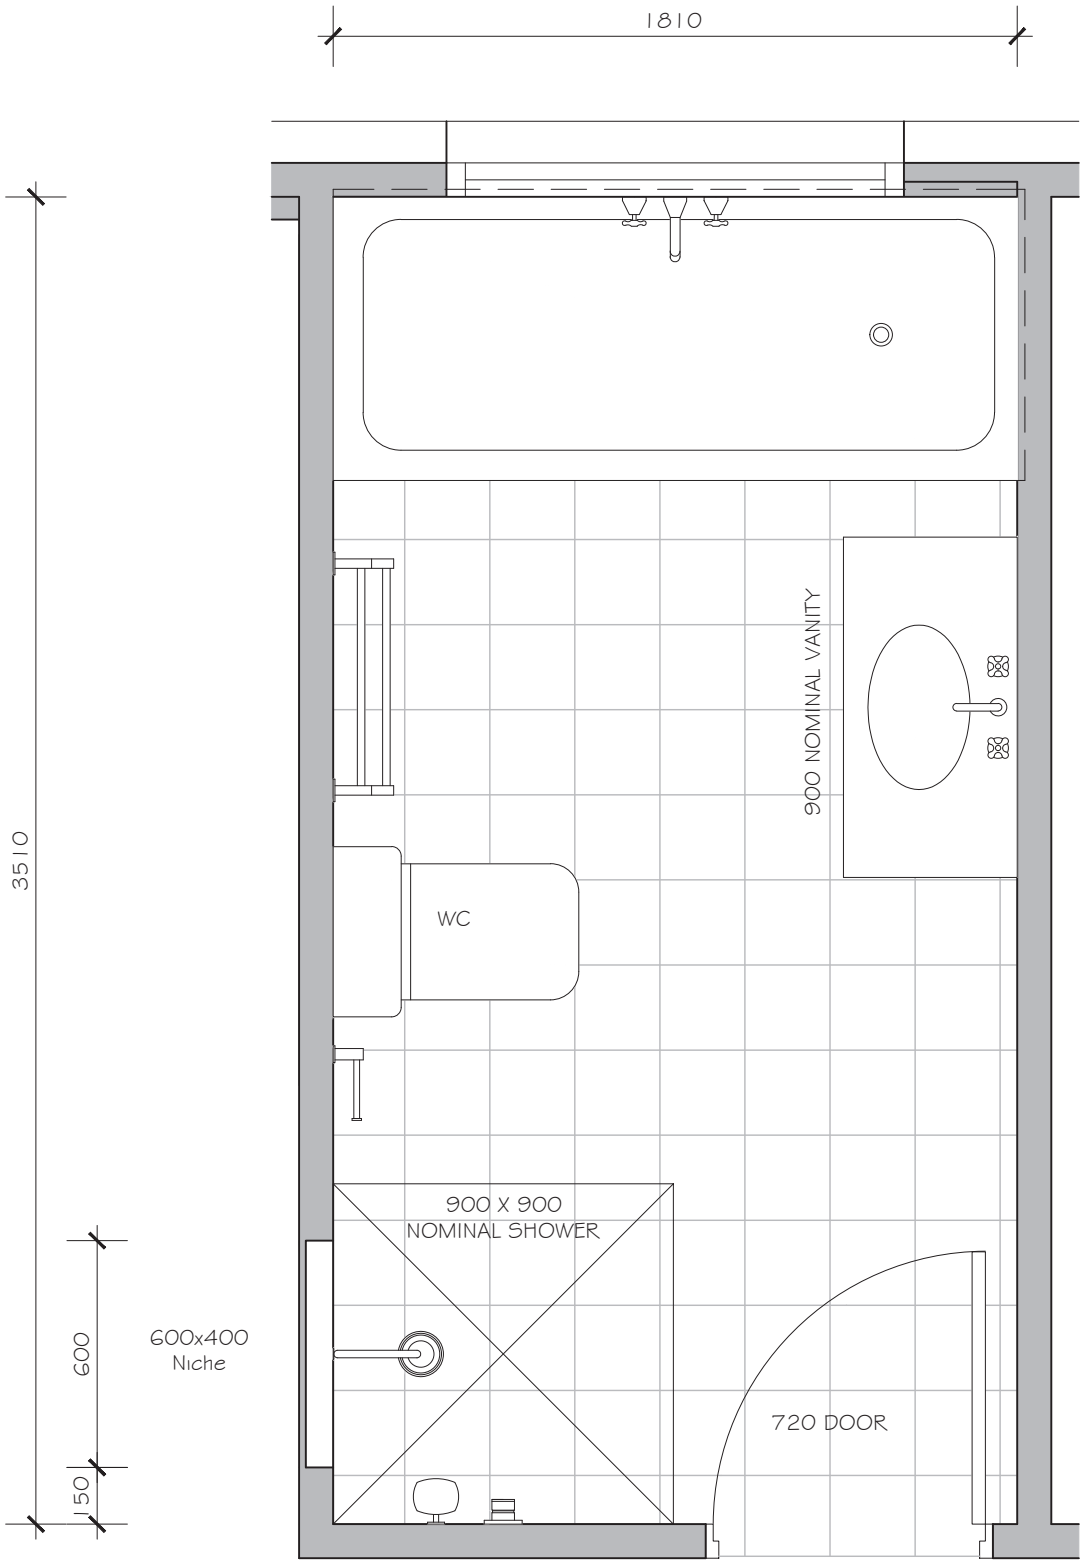 1810
900 NOMINAL VANITY
3510
WC
900 X 900
NOMINAL SHOWER
600
600x400
Niche
720 DOOR
150